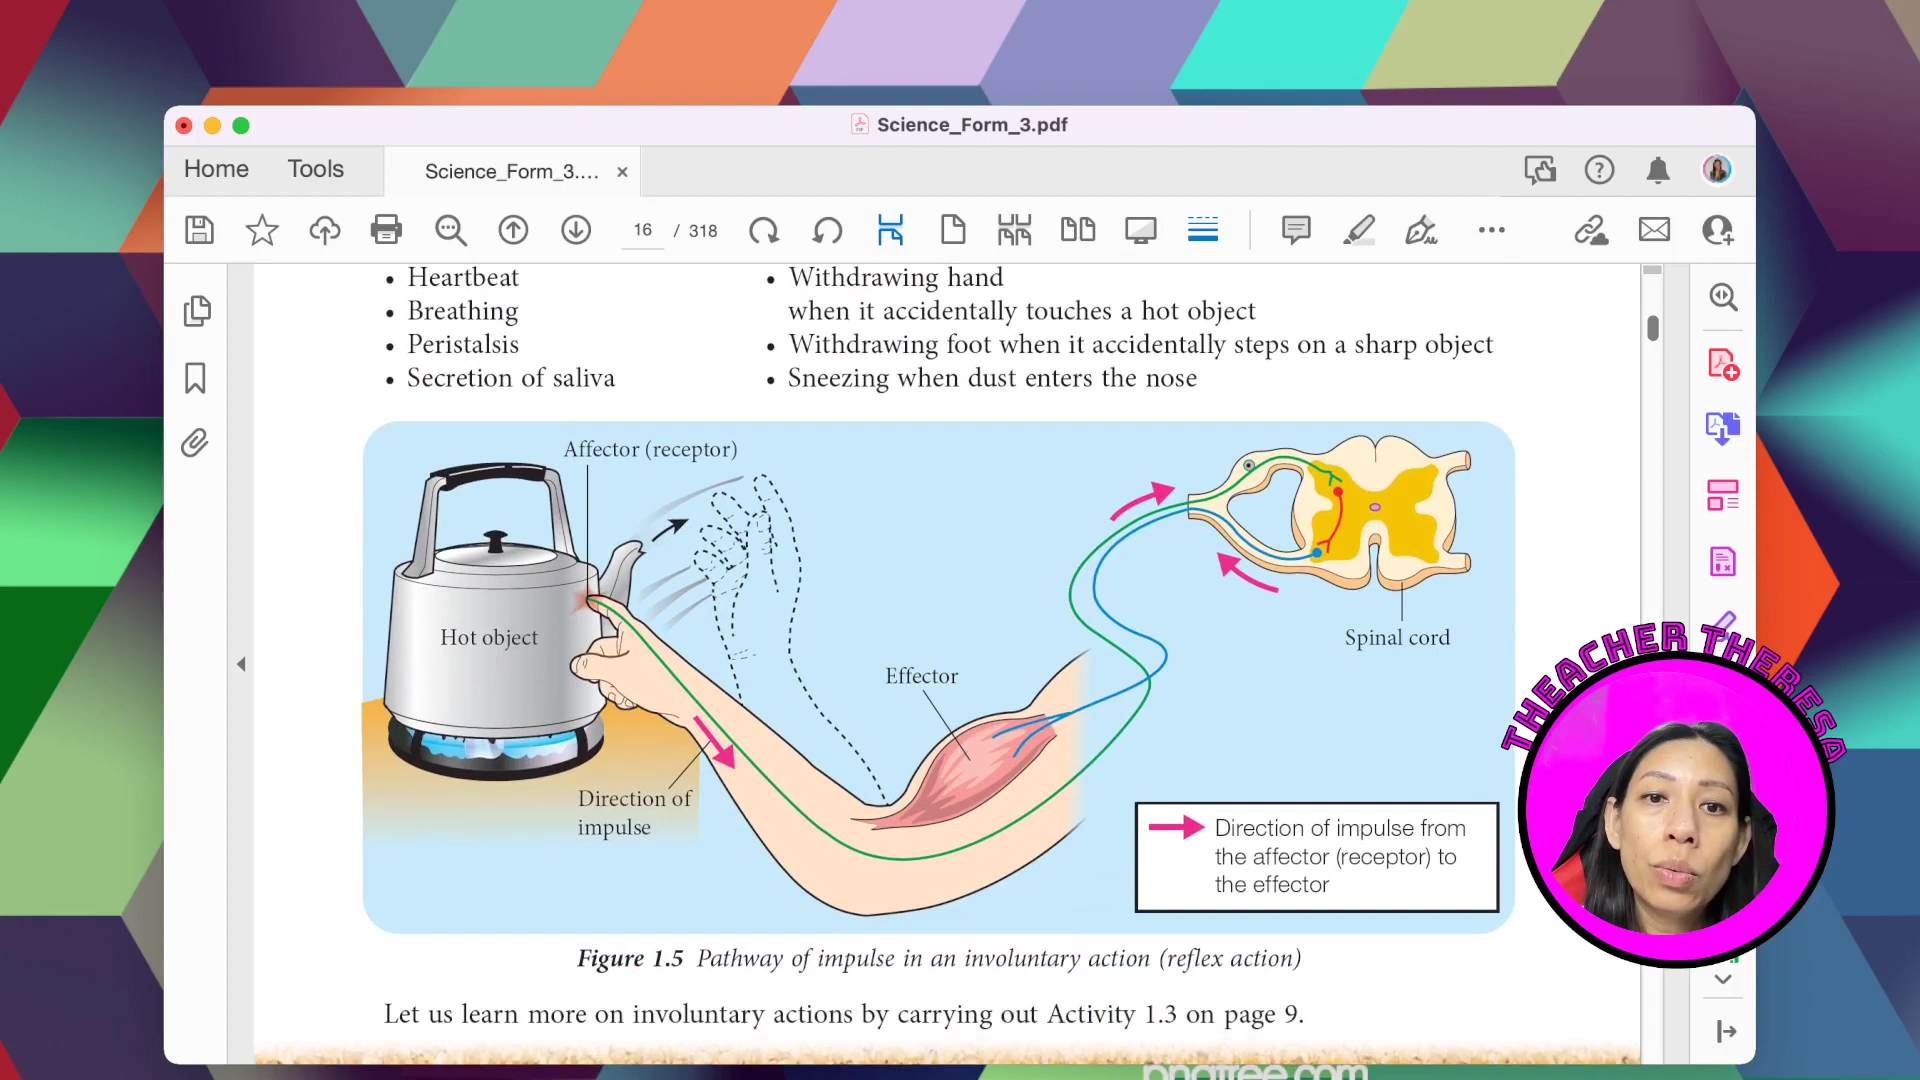 Science_Form_3.pdf
Home
Tools
Science_Form_3....
16 / 318
• Heartbeat
• Breathing
• Peristalsis
• Secretion of saliva
• Withdrawing hand
when it accidentally touches a hot object
• Withdrawing foot when it accidentally steps on a sharp object
• Sneezing when dust enters the nose
Affector (receptor)
Hot object
Effector
Spinal cord
Direction of
impulse
Direction of impulse from
the affector (receptor) to
the effector
Figure 1.5 Pathway of impulse in an involuntary action (reflex action)
Let us learn more on involuntary actions by carrying out Activity 1.3 on page 9.
THEACHER THERESA
pngtree.com